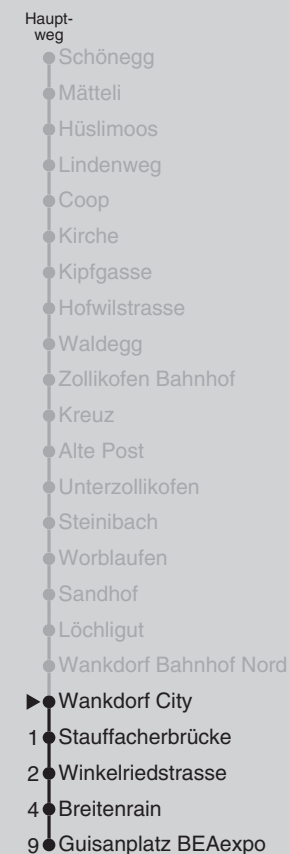 Haupt-
weg
Schönegg
Mätteli
Hüslimoos
Lindenweg
Coop
Kirche
Kipfgasse
Hofwilstrasse
Waldegg
Zollikofen Bahnhof
Kreuz
Alte Post
Unterzollikofen
Steinibach
Worblaufen
Sandhof
Löchligut
Wankdorf Bahnhof Nord
Wankdorf City
1 Stauffacherbrücke
2 Winkelriedstrasse
4 Breitenrain
9 Guisanplatz BEAexpo